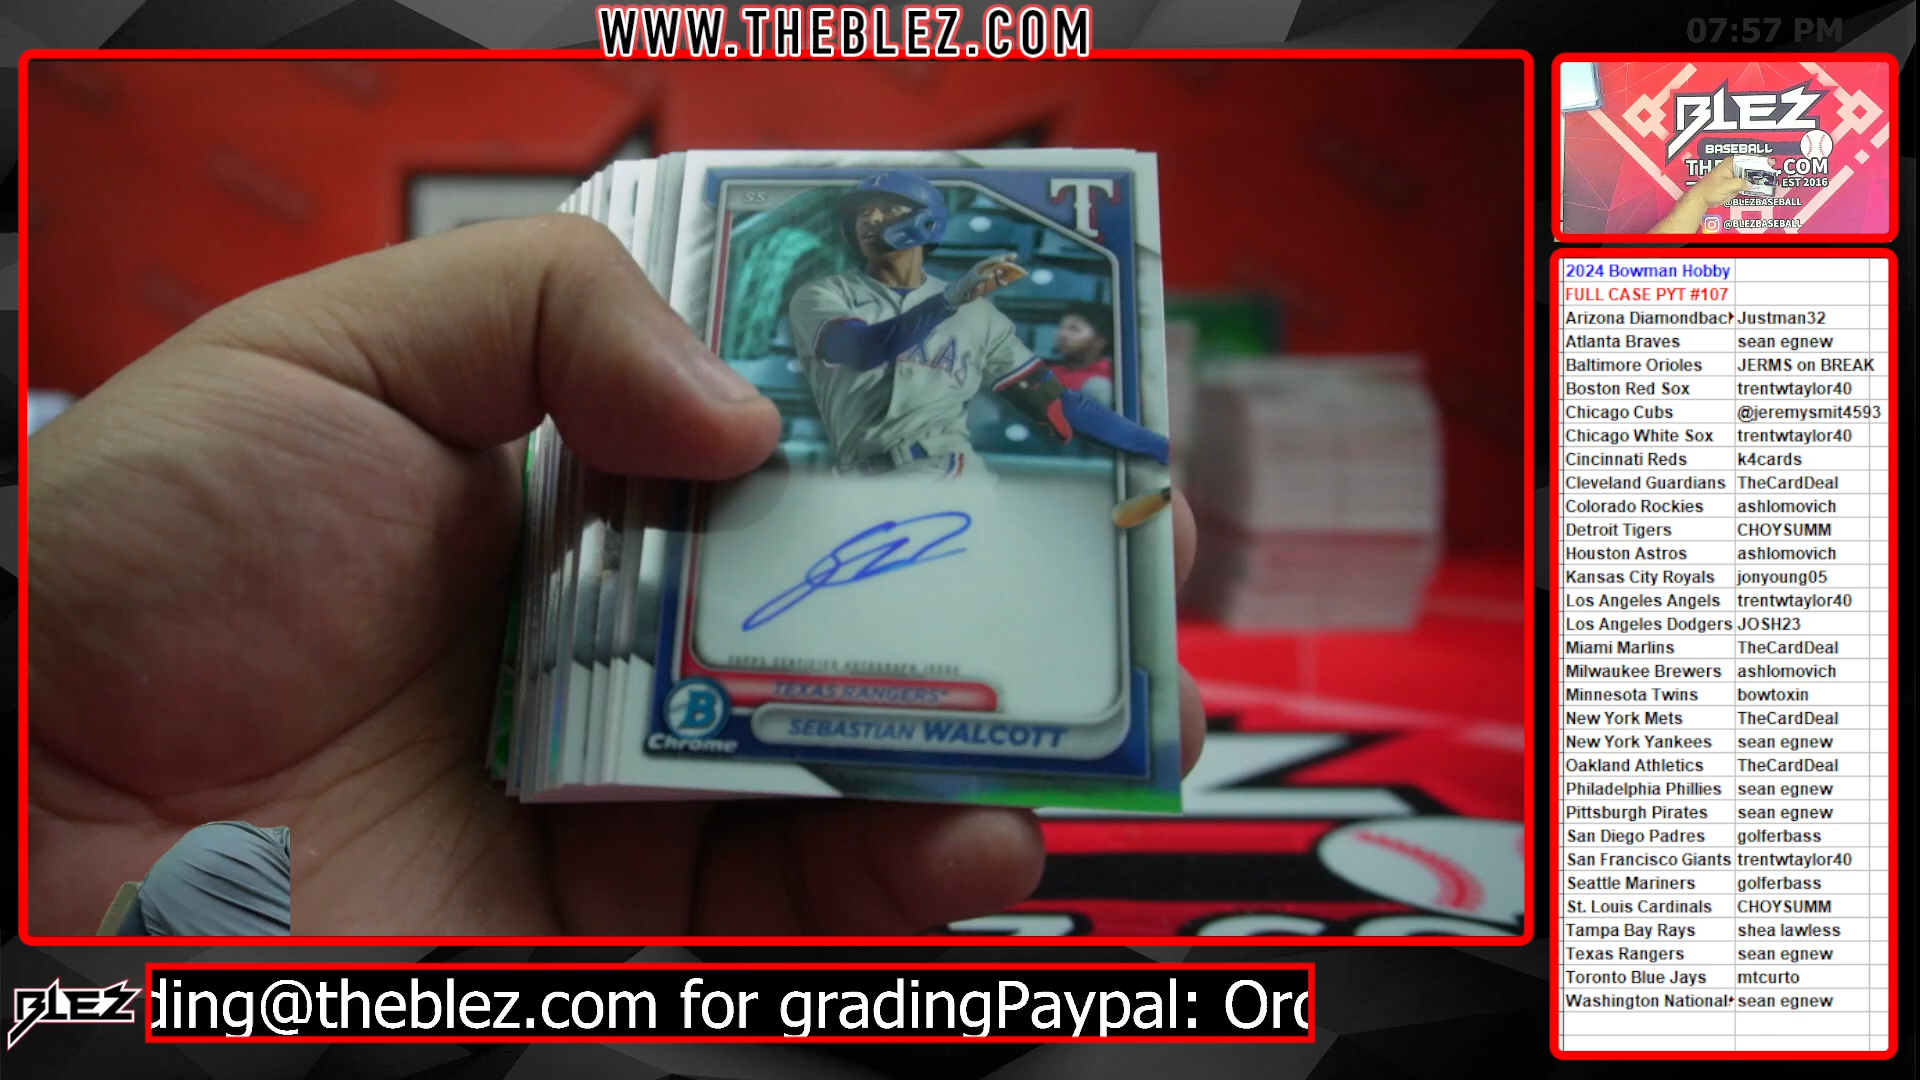 WWW.THEBLEZ.COM
07:57 PM
SS
T
TEXAS
TOPPS CERTIFIED AUTOGRAPH ISSUE
TEXAS RANGERS
B
Chrome
SEBASTIAN WALCOTT
BLEZ
BASEBALL
.COM
EST 2016
@BLEZBASEBALL
@BLEZBASEBALL
2024 Bowman Hobby
FULL CASE PYT #107
Arizona Diamondbac Justman32
Atlanta Braves sean egnew
Baltimore Orioles JERMS on BREAK
Boston Red Sox trentwtaylor40
Chicago Cubs @jeremysmit4593
Chicago White Sox trentwtaylor40
Cincinnati Reds k4cards
Cleveland Guardians TheCardDeal
Colorado Rockies ashlomovich
Detroit Tigers CHOYSUMM
Houston Astros ashlomovich
Kansas City Royals jonyoung05
Los Angeles Angels trentwtaylor40
Los Angeles Dodgers JOSH23
Miami Marlins TheCardDeal
Milwaukee Brewers ashlomovich
Minnesota Twins bowtoxin
New York Mets TheCardDeal
New York Yankees sean egnew
Oakland Athletics TheCardDeal
Philadelphia Phillies sean egnew
Pittsburgh Pirates sean egnew
San Diego Padres golferbass
San Francisco Giants trentwtaylor40
Seattle Mariners golferbass
St. Louis Cardinals CHOYSUMM
Tampa Bay Rays shea lawless
Texas Rangers sean egnew
Toronto Blue Jays mtcurto
Washington National sean egnew
BLEZ
ding@theblez.com for gradingPaypal: Ord